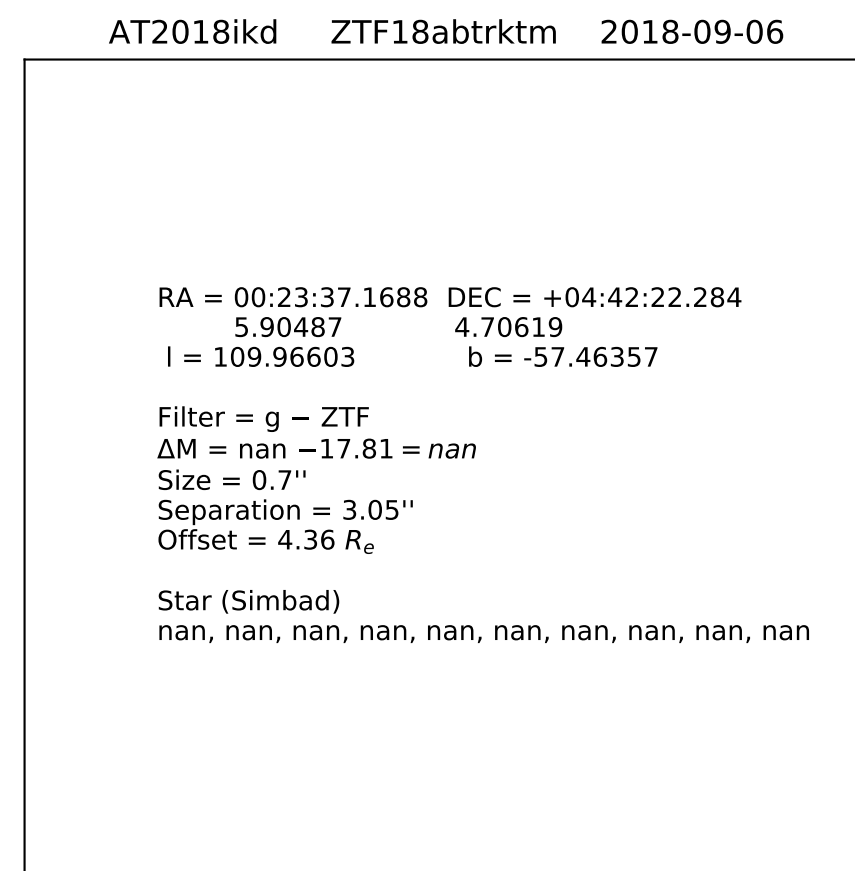 AT2018ikd ZTF18abtrktm 2018-09-06
RA = 00:23:37.1688 DEC = +04:42:22.284
5.90487 4.70619
l = 109.96603 b = -57.46357
Filter = g − ZTF
ΔM = nan −17.81 = nan
Size = 0.7''
Separation = 3.05''
Offset = 4.36 Re
Star (Simbad)
nan, nan, nan, nan, nan, nan, nan, nan, nan, nan